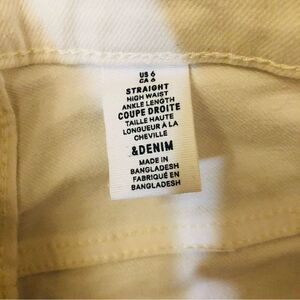 US 6
CA 6
STRAIGHT
HIGH WAIST
ANKLE LENGTH
COUPE DROITE
TAILLE HAUTE
LONGUEUR À LA
CHEVILLE
&DENIM
MADE IN
BANGLADESH
FABRIQUÉ EN
BANGLADESH